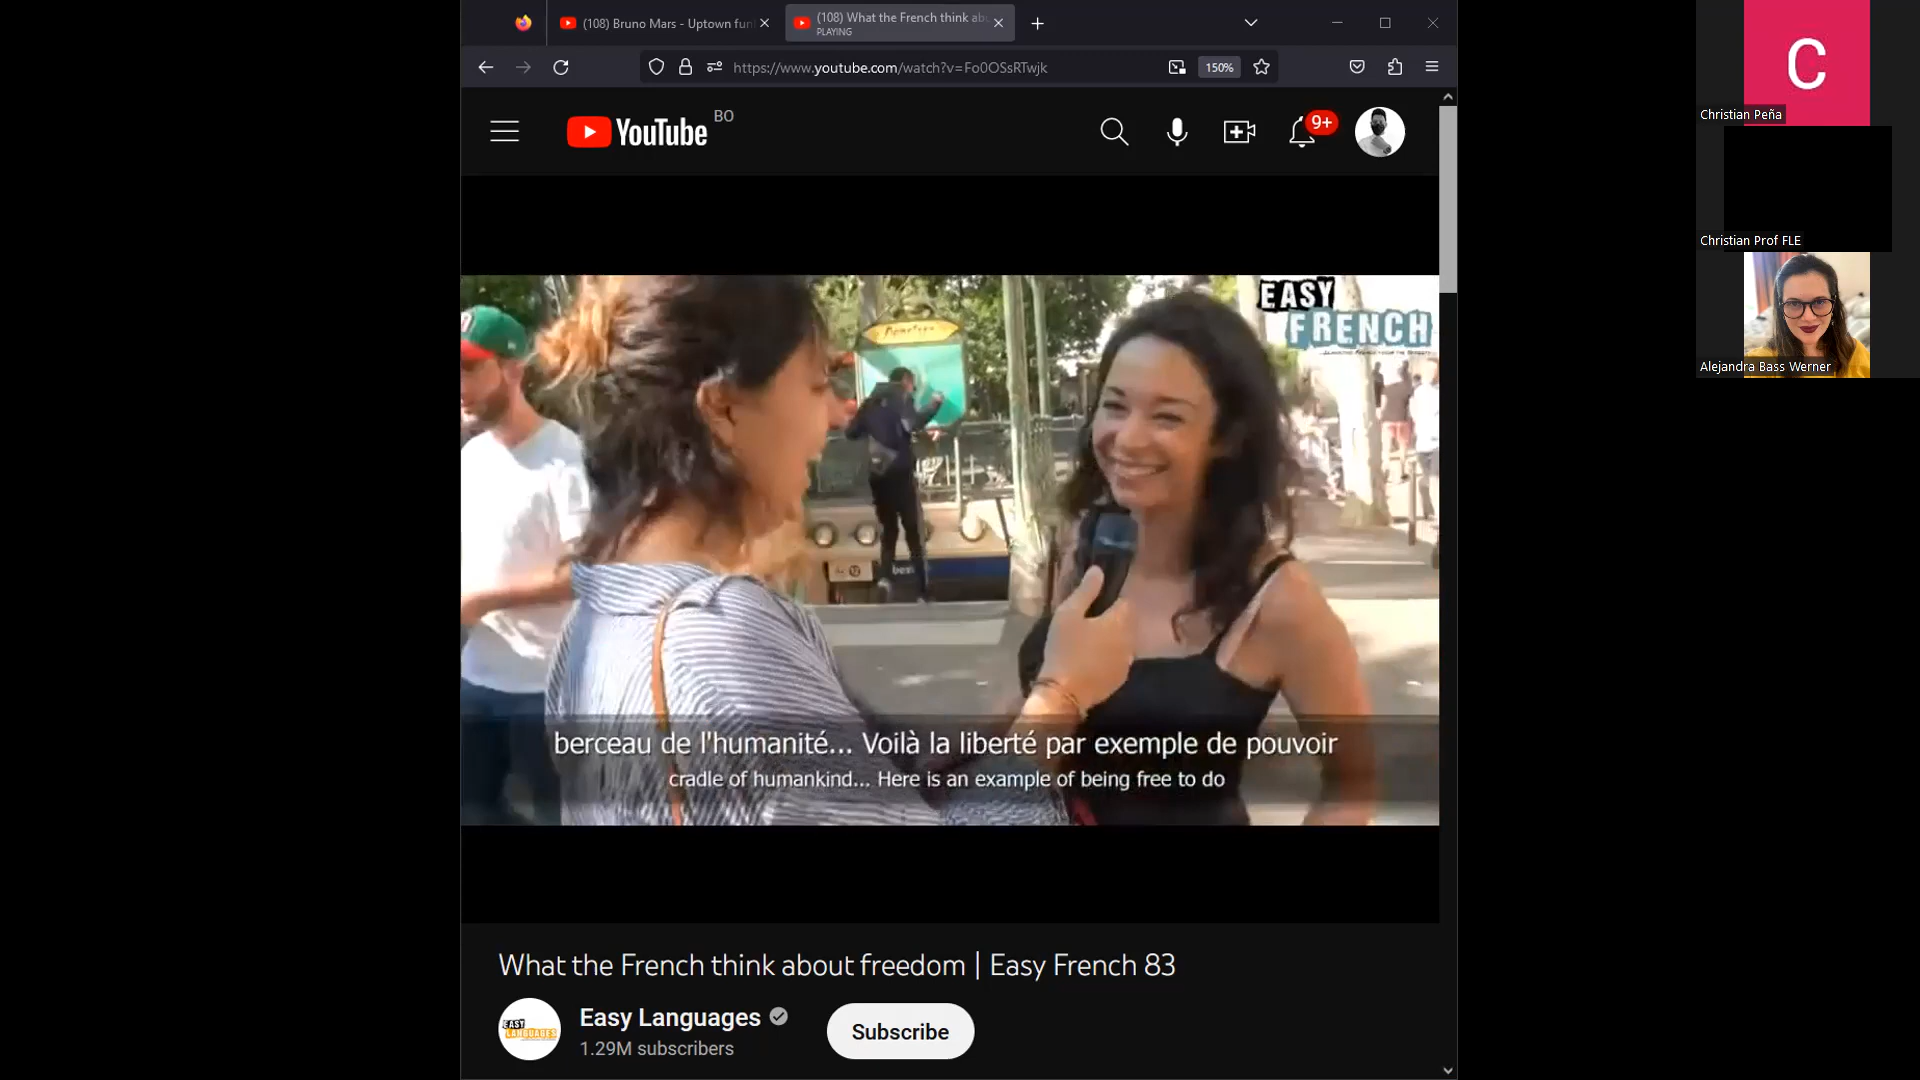 (108) Bruno Mars - Uptown fun
(108) What the French think abo
PLAYING
https://www.youtube.com/watch?v=Fo0OSsRTwjk
150%
YouTube
BO
9+
EASY
FRENCH
berceau de l'humanité... Voilà la liberté par exemple de pouvoir
cradle of humankind... Here is an example of being free to do
What the French think about freedom | Easy French 83
EASY
LANGUAGES
Easy Languages
1.29M subscribers
Subscribe
C
Christian Peña
Christian Prof FLE
Alejandra Bass Werner